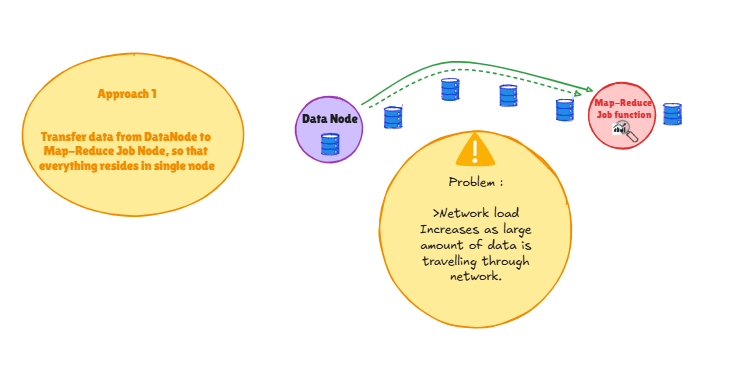 Approach 1
Transfer data from DataNode to
Map-Reduce Job Node, so that
everything resides in single node
Data Node
Map-Reduce
Job function
Problem :
>Network load
Increases as large
amount of data is
travelling through
network.